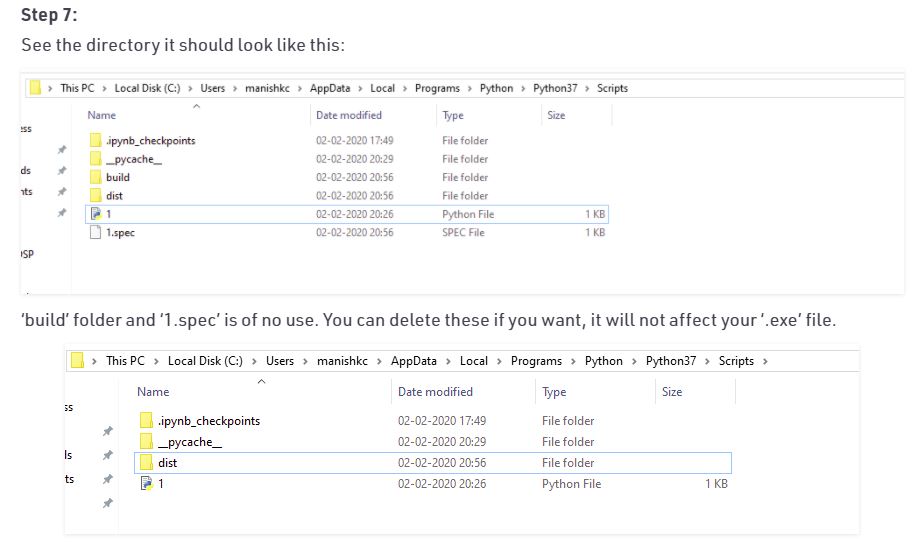 Step 7:
See the directory it should look like this:
This PC > Local Disk (C:) > Users > manishkc > AppData > Local > Programs > Python > Python37 > Scripts
Name Date modified Type Size
ess
.ipynb_checkpoints 02-02-2020 17:49 File folder
__pycache__ 02-02-2020 20:29 File folder
ds
build 02-02-2020 20:56 File folder
nts
dist 02-02-2020 20:56 File folder
1 02-02-2020 20:26 Python File 1 KB
1.spec 02-02-2020 20:56 SPEC File 1 KB
SP
‘build’ folder and ‘1.spec’ is of no use. You can delete these if you want, it will not affect your ‘.exe’ file.
This PC > Local Disk (C:) > Users > manishkc > AppData > Local > Programs > Python > Python37 > Scripts >
Name Date modified Type Size
ss
.ipynb_checkpoints 02-02-2020 17:49 File folder
__pycache__ 02-02-2020 20:29 File folder
ls
dist 02-02-2020 20:56 File folder
ts
1 02-02-2020 20:26 Python File 1 KB